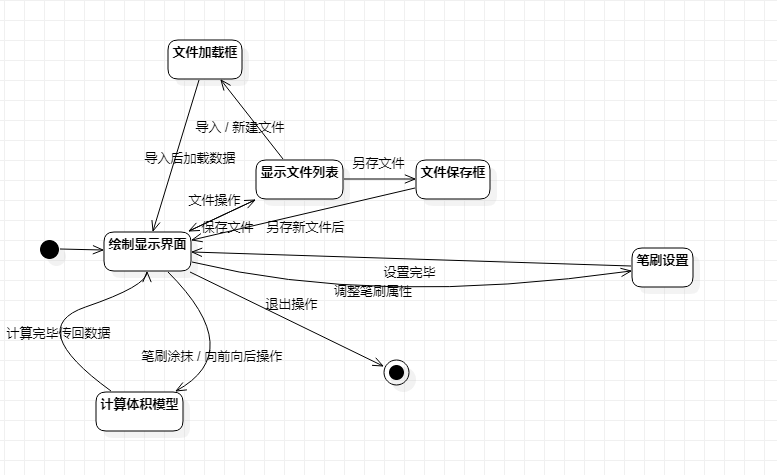 文件加载框
导入 / 新建文件
导入后加载数据
另存文件
显示文件列表
文件保存框
文件操作
保存文件
另存新文件后
绘制显示界面
笔刷设置
设置完毕
调整笔刷属性
退出操作
计算完毕传回数据
笔刷涂抹 / 向前向后操作
计算体积模型